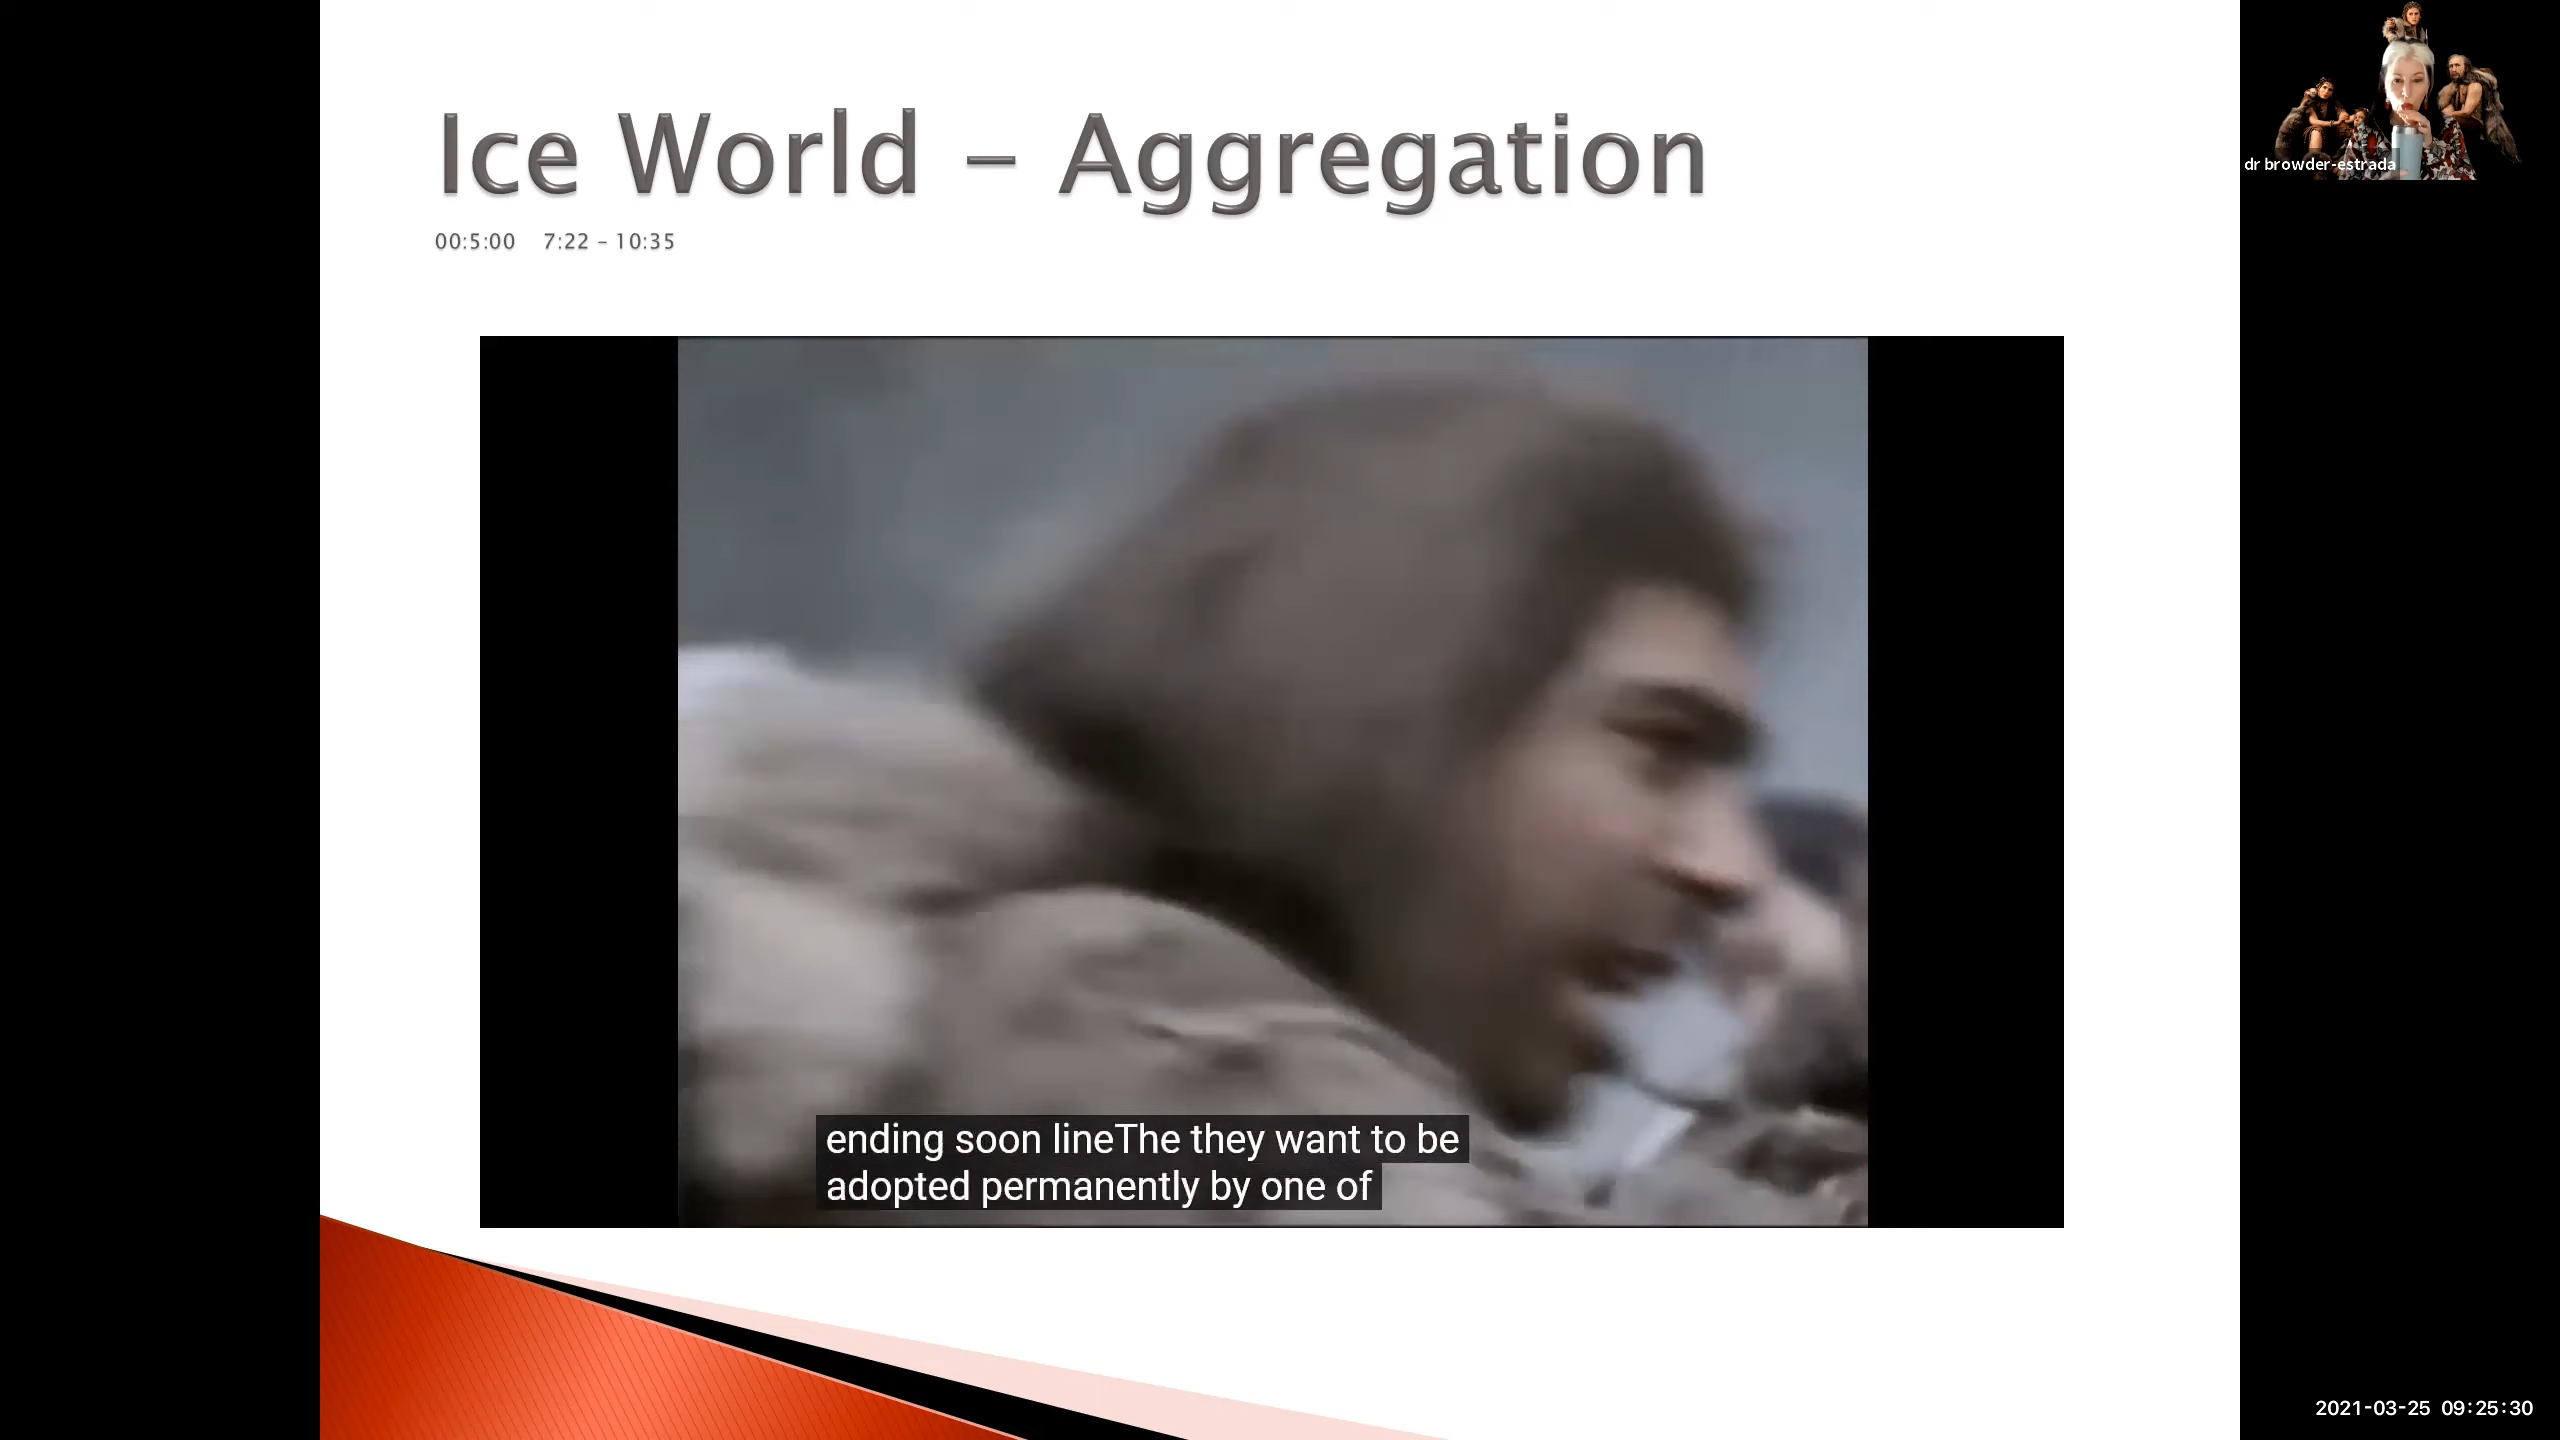 Ice World – Aggregation
00:5:00 7:22 – 10:35
dr browder-estrada
ending soon lineThe they want to be
adopted permanently by one of
2021-03-25 09:25:30